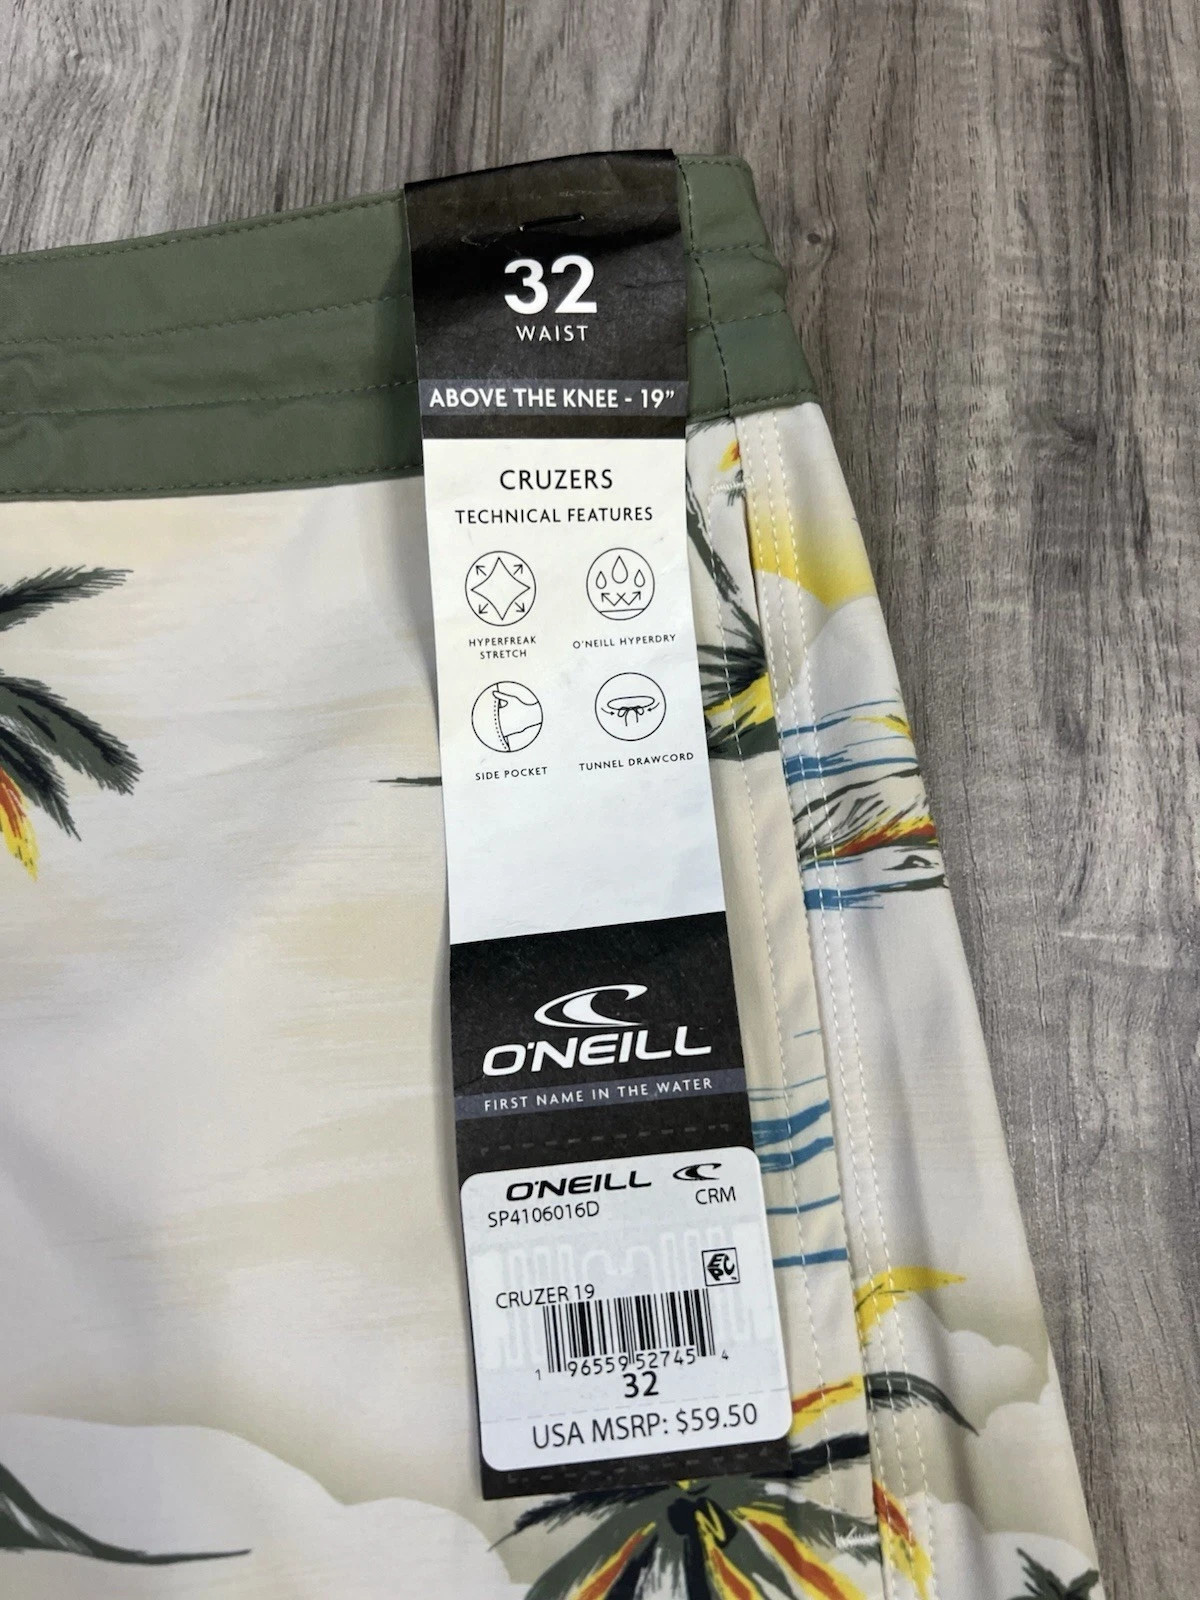 32
WAIST
ABOVE THE KNEE - 19”
CRUZERS
TECHNICAL FEATURES
HYPERFREAK
STRETCH
O'NEILL HYPERDRY
SIDE POCKET
TUNNEL DRAWCORD
O'NEILL
FIRST NAME IN THE WATER
O'NEILL
SP4106016D
CRM
EPC
CRUZER 19
1 96559 52745 4
32
USA MSRP: $59.50